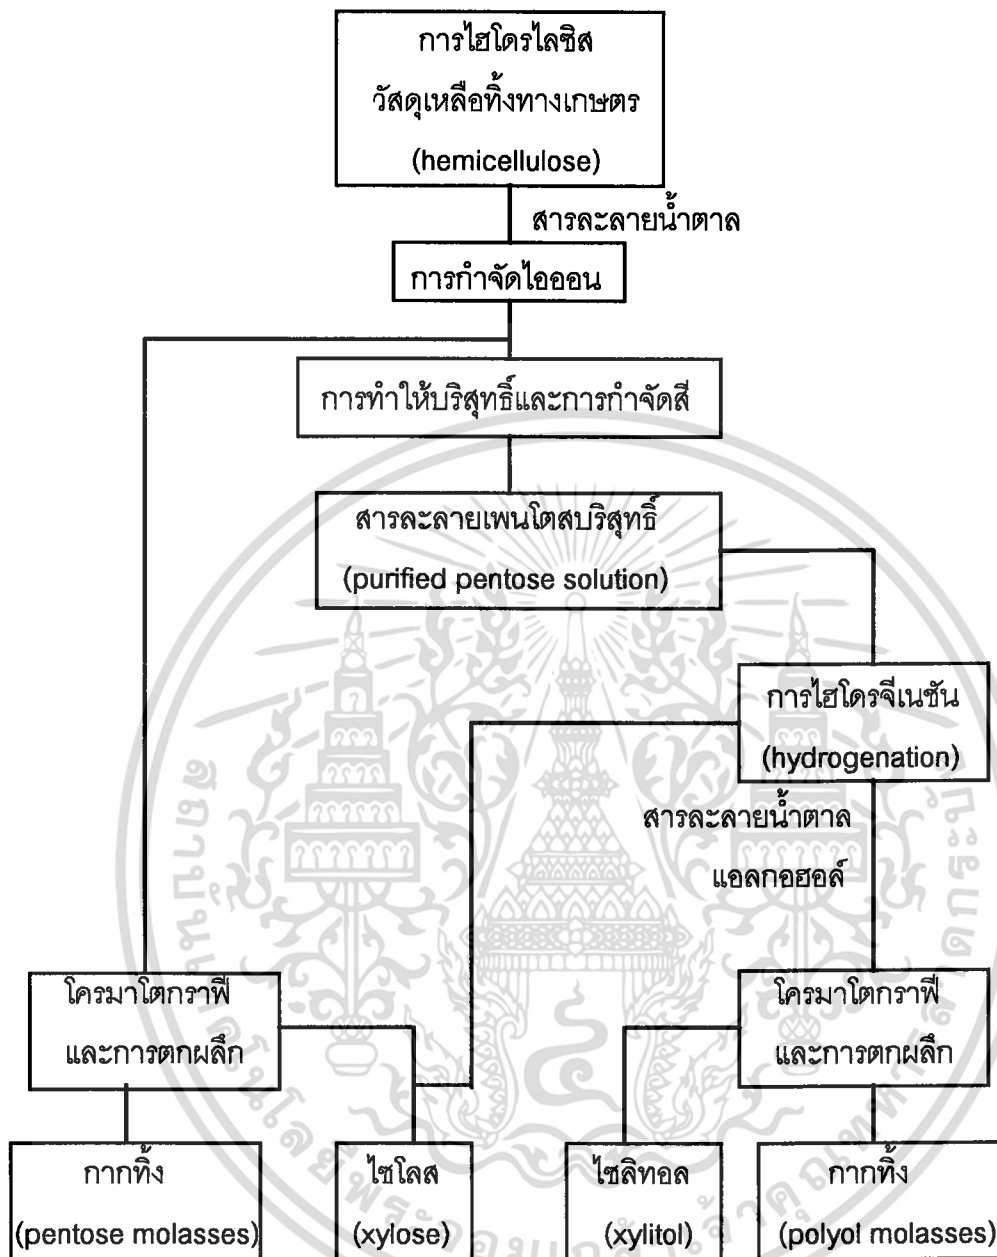 การไฮโดรไลซิส
วัสดุเหลือทิ้งทางเกษตร
(hemicellulose)
สารละลายน้ำตาล
การกำจัดไอออน
การทำให้บริสุทธิ์และการกำจัดสี
สารละลายเพนโตสบริสุทธิ์
(purified pentose solution)
การไฮโดรจีเนชัน
(hydrogenation)
สารละลายน้ำตาล
แอลกอฮอล์
โครมาโตกราฟี
และการตกผลึก
โครมาโตกราฟี
และการตกผลึก
กากทิ้ง
(pentose molasses)
ไซโลส
(xylose)
ไซลิทอล
(xylitol)
กากทิ้ง
(polyol molasses)